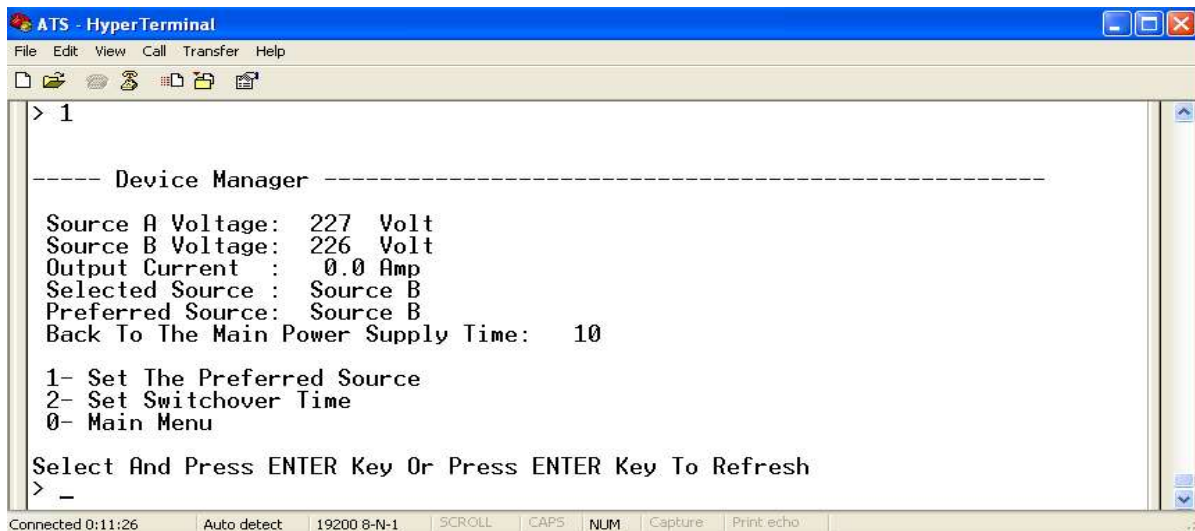 ATS - HyperTerminal
File Edit View Call Transfer Help
> 1
----- Device Manager ----------------------------------------------------
Source A Voltage: 227 Volt
Source B Voltage: 226 Volt
Output Current : 0.0 Amp
Selected Source : Source B
Preferred Source: Source B
Back To The Main Power Supply Time: 10
1- Set The Preferred Source
2- Set Switchover Time
0- Main Menu
Select And Press ENTER Key Or Press ENTER Key To Refresh
> _
Connected 0:11:26 Auto detect 19200 8-N-1 SCROLL CAPS NUM Capture Print echo